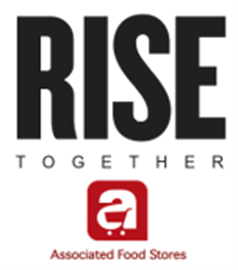 RISE
TOGETHER
a
Associated Food Stores